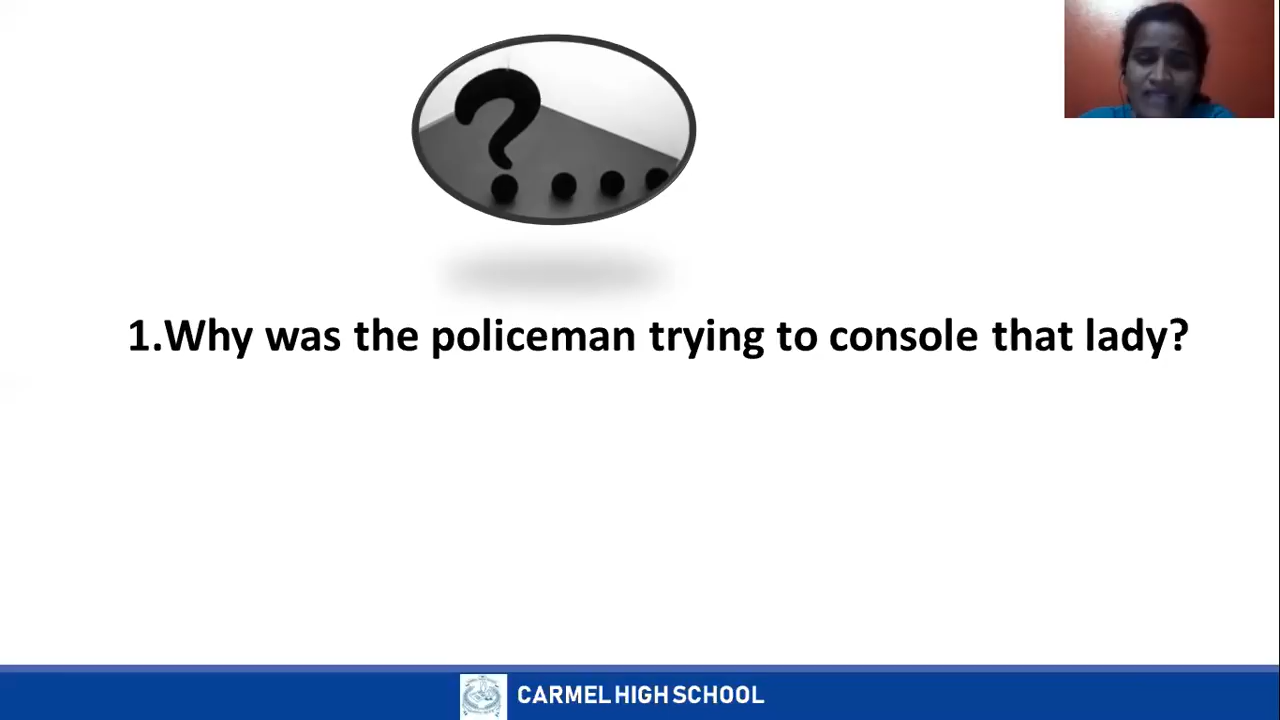 1.Why was the policeman trying to console that lady?
CARMEL HIGH SCHOOL